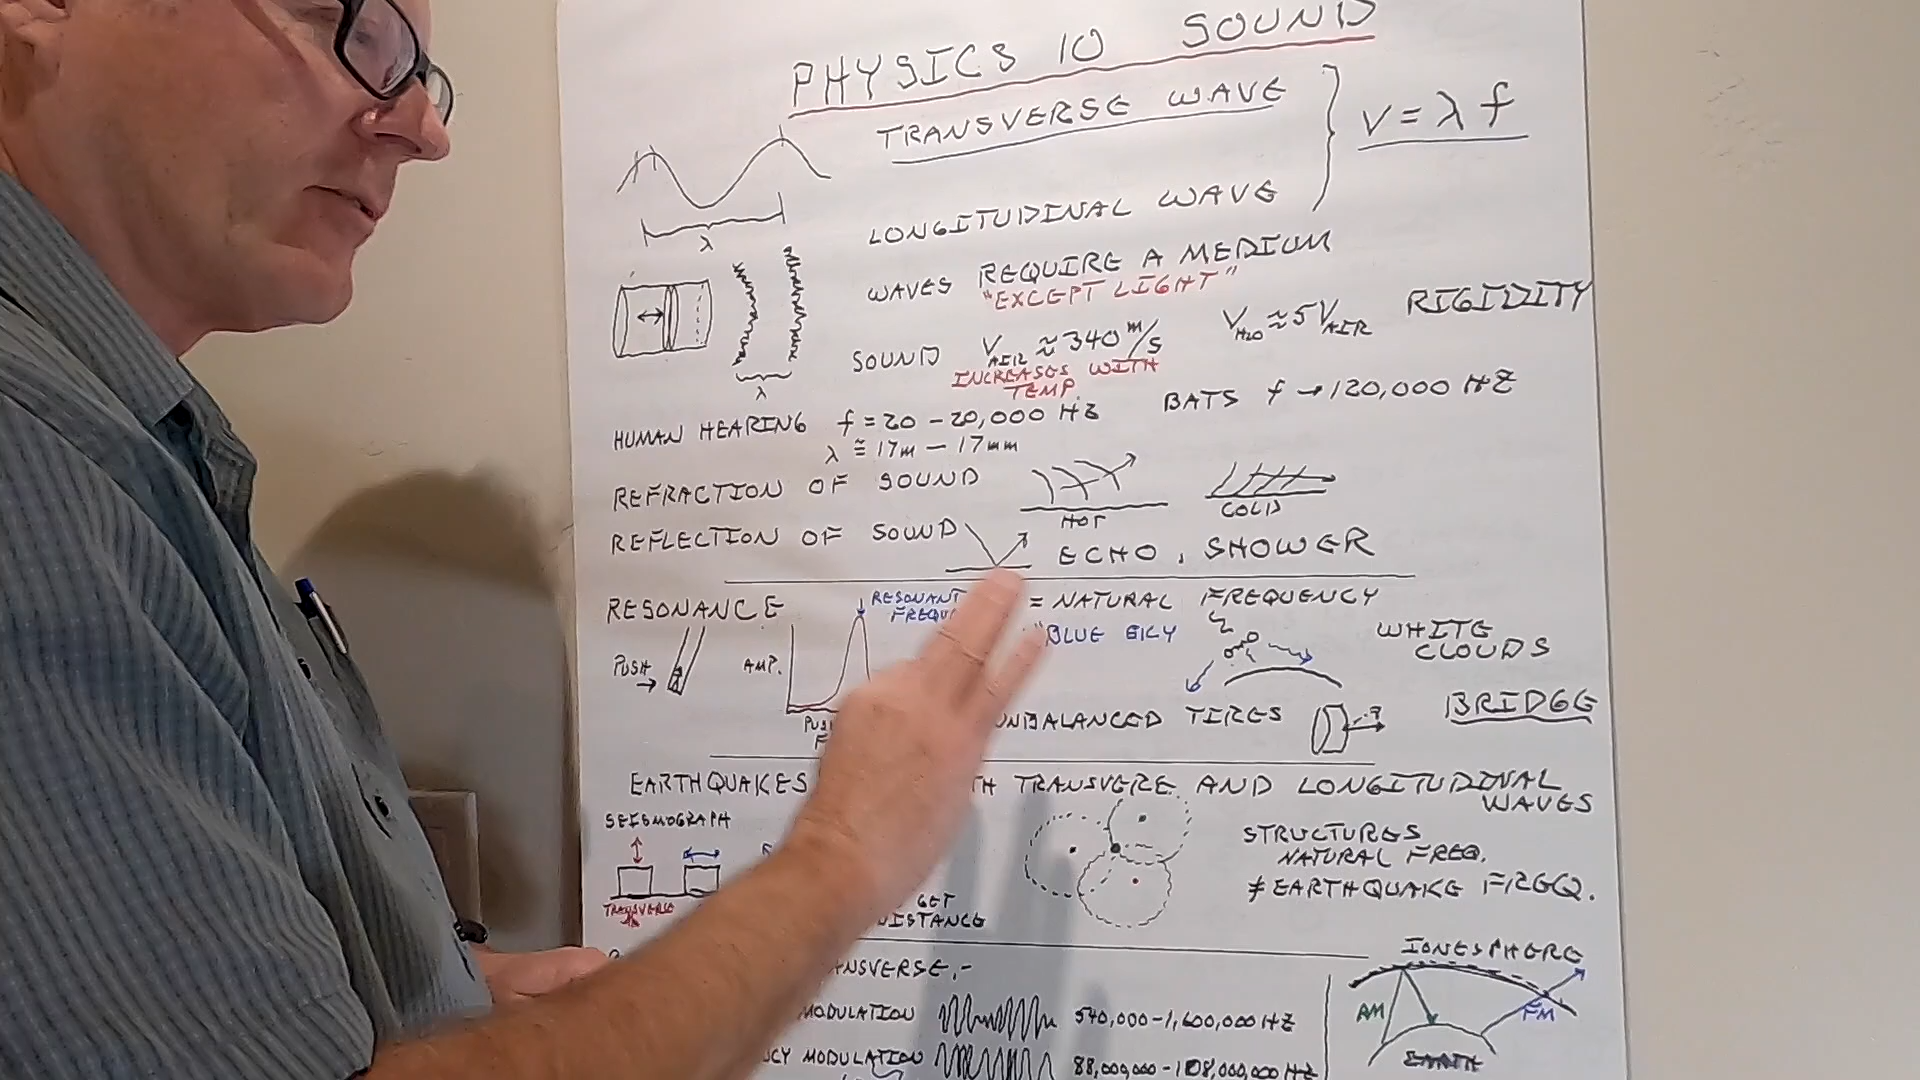 PHYSICS 10 SOUND
TRANSVERSE WAVE
V = λ f
λ
LONGITUDINAL WAVE
WAVES REQUIRE A MEDIUM
"EXCEPT LIGHT"
λ
SOUND V AIR ≈ 340 m/s
INCREASES WITH
TEMP.
V H2O ≈ 5 V AIR
RIGIDITY
HUMAN HEARING f = 20 - 20,000 HZ
λ ≅ 17m - 17mm
BATS f → 120,000 HZ
REFRACTION OF SOUND
HOT
COLD
REFLECTION OF SOUND
ECHO, SHOWER
RESONANCE
RESONANT
= NATURAL FREQUENCY
PUSH
AMP.
"BLUE SKY
WHITE
CLOUDS
TIRES
BRIDGE
EARTHQUAKES
TRANSVERE AND LONGITUDINAL
WAVES
SEISMOGRAPH
TRANSVERSE
GET
DISTANCE
STRUCTURES
NATURAL FREQ.
≠ EARTHQUAKE FREQ.
MODULATION 540,000-1,600,000 HZ
MODULATION 88,000,000-108,000,000 HZ
IONESPHERE
AM
FM
EARTH